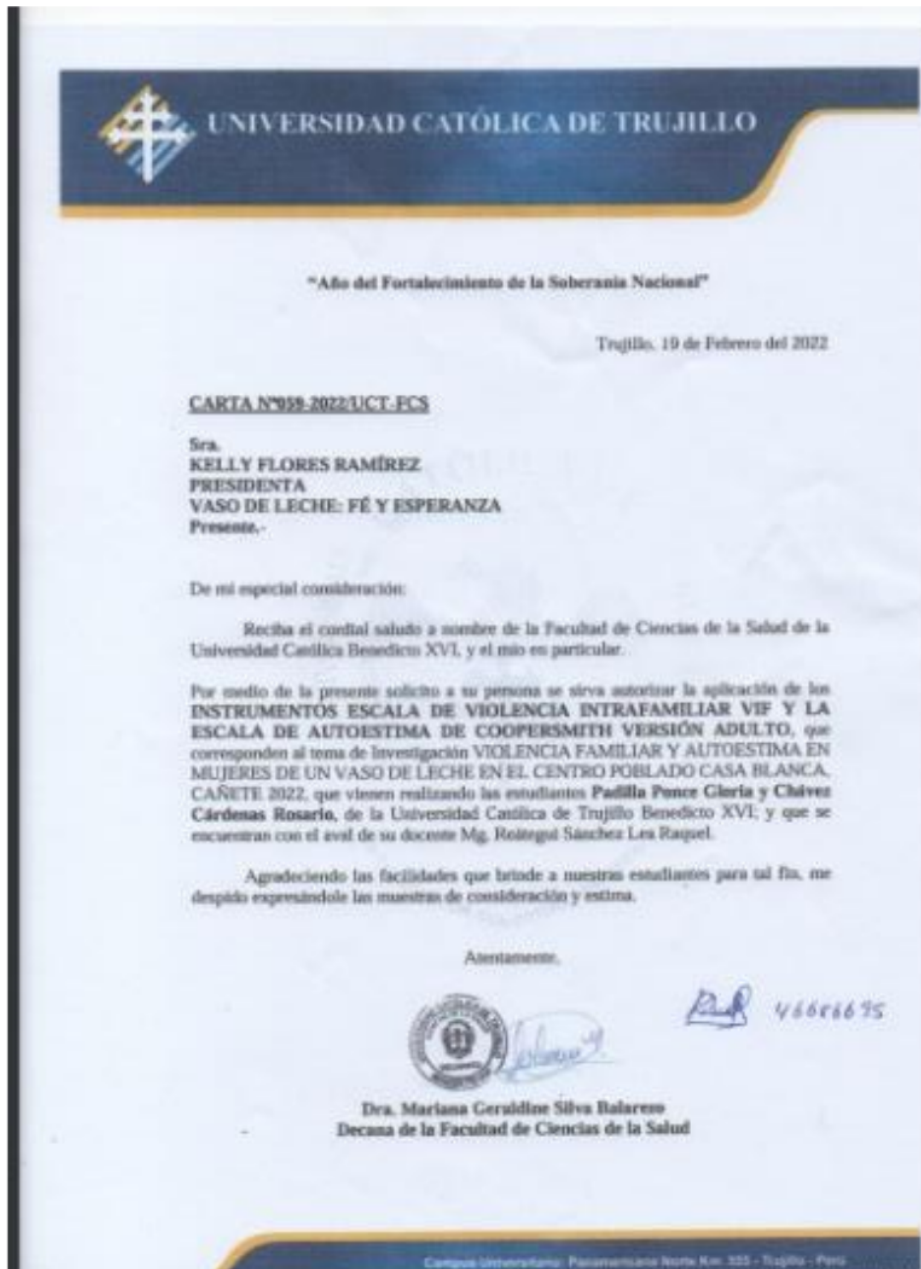 UNIVERSIDAD CATÓLICA DE TRUJILLO
“Año del Fortalecimiento de la Soberanía Nacional”
Trujillo, 19 de Febrero del 2022
CARTA Nº059-2022/UCT-FCS
Sra.
KELLY FLORES RAMÍREZ
PRESIDENTA
VASO DE LECHE: FÉ Y ESPERANZA
Presente.-
De mi especial consideración:
Reciba el cordial saludo a nombre de la Facultad de Ciencias de la Salud de la
Universidad Católica Benedicto XVI, y el mío en particular.
Por medio de la presente solicito a su persona se sirva autorizar la aplicación de los
INSTRUMENTOS ESCALA DE VIOLENCIA INTRAFAMILIAR VIF Y LA
ESCALA DE AUTOESTIMA DE COOPERSMITH VERSIÓN ADULTO, que
corresponden al tema de Investigación VIOLENCIA FAMILIAR Y AUTOESTIMA EN
MUJERES DE UN VASO DE LECHE EN EL CENTRO POBLADO CASA BLANCA,
CAÑETE 2022, que vienen realizando las estudiantes Padilla Ponce Gloria y Chávez
Cárdenas Rosario, de la Universidad Católica de Trujillo Benedicto XVI; y que se
encuentran con el aval de su docente Mg. Reátegui Sánchez Lea Raquel.
Agradeciendo las facilidades que brinde a nuestras estudiantes para tal fin, me
despido expresándole las muestras de consideración y estima.
Atentamente,
46686695
Dra. Mariana Geraldine Silva Balarezo
Decana de la Facultad de Ciencias de la Salud
Campus Universitario: Panamericana Norte Km. 555 - Trujillo - Perú